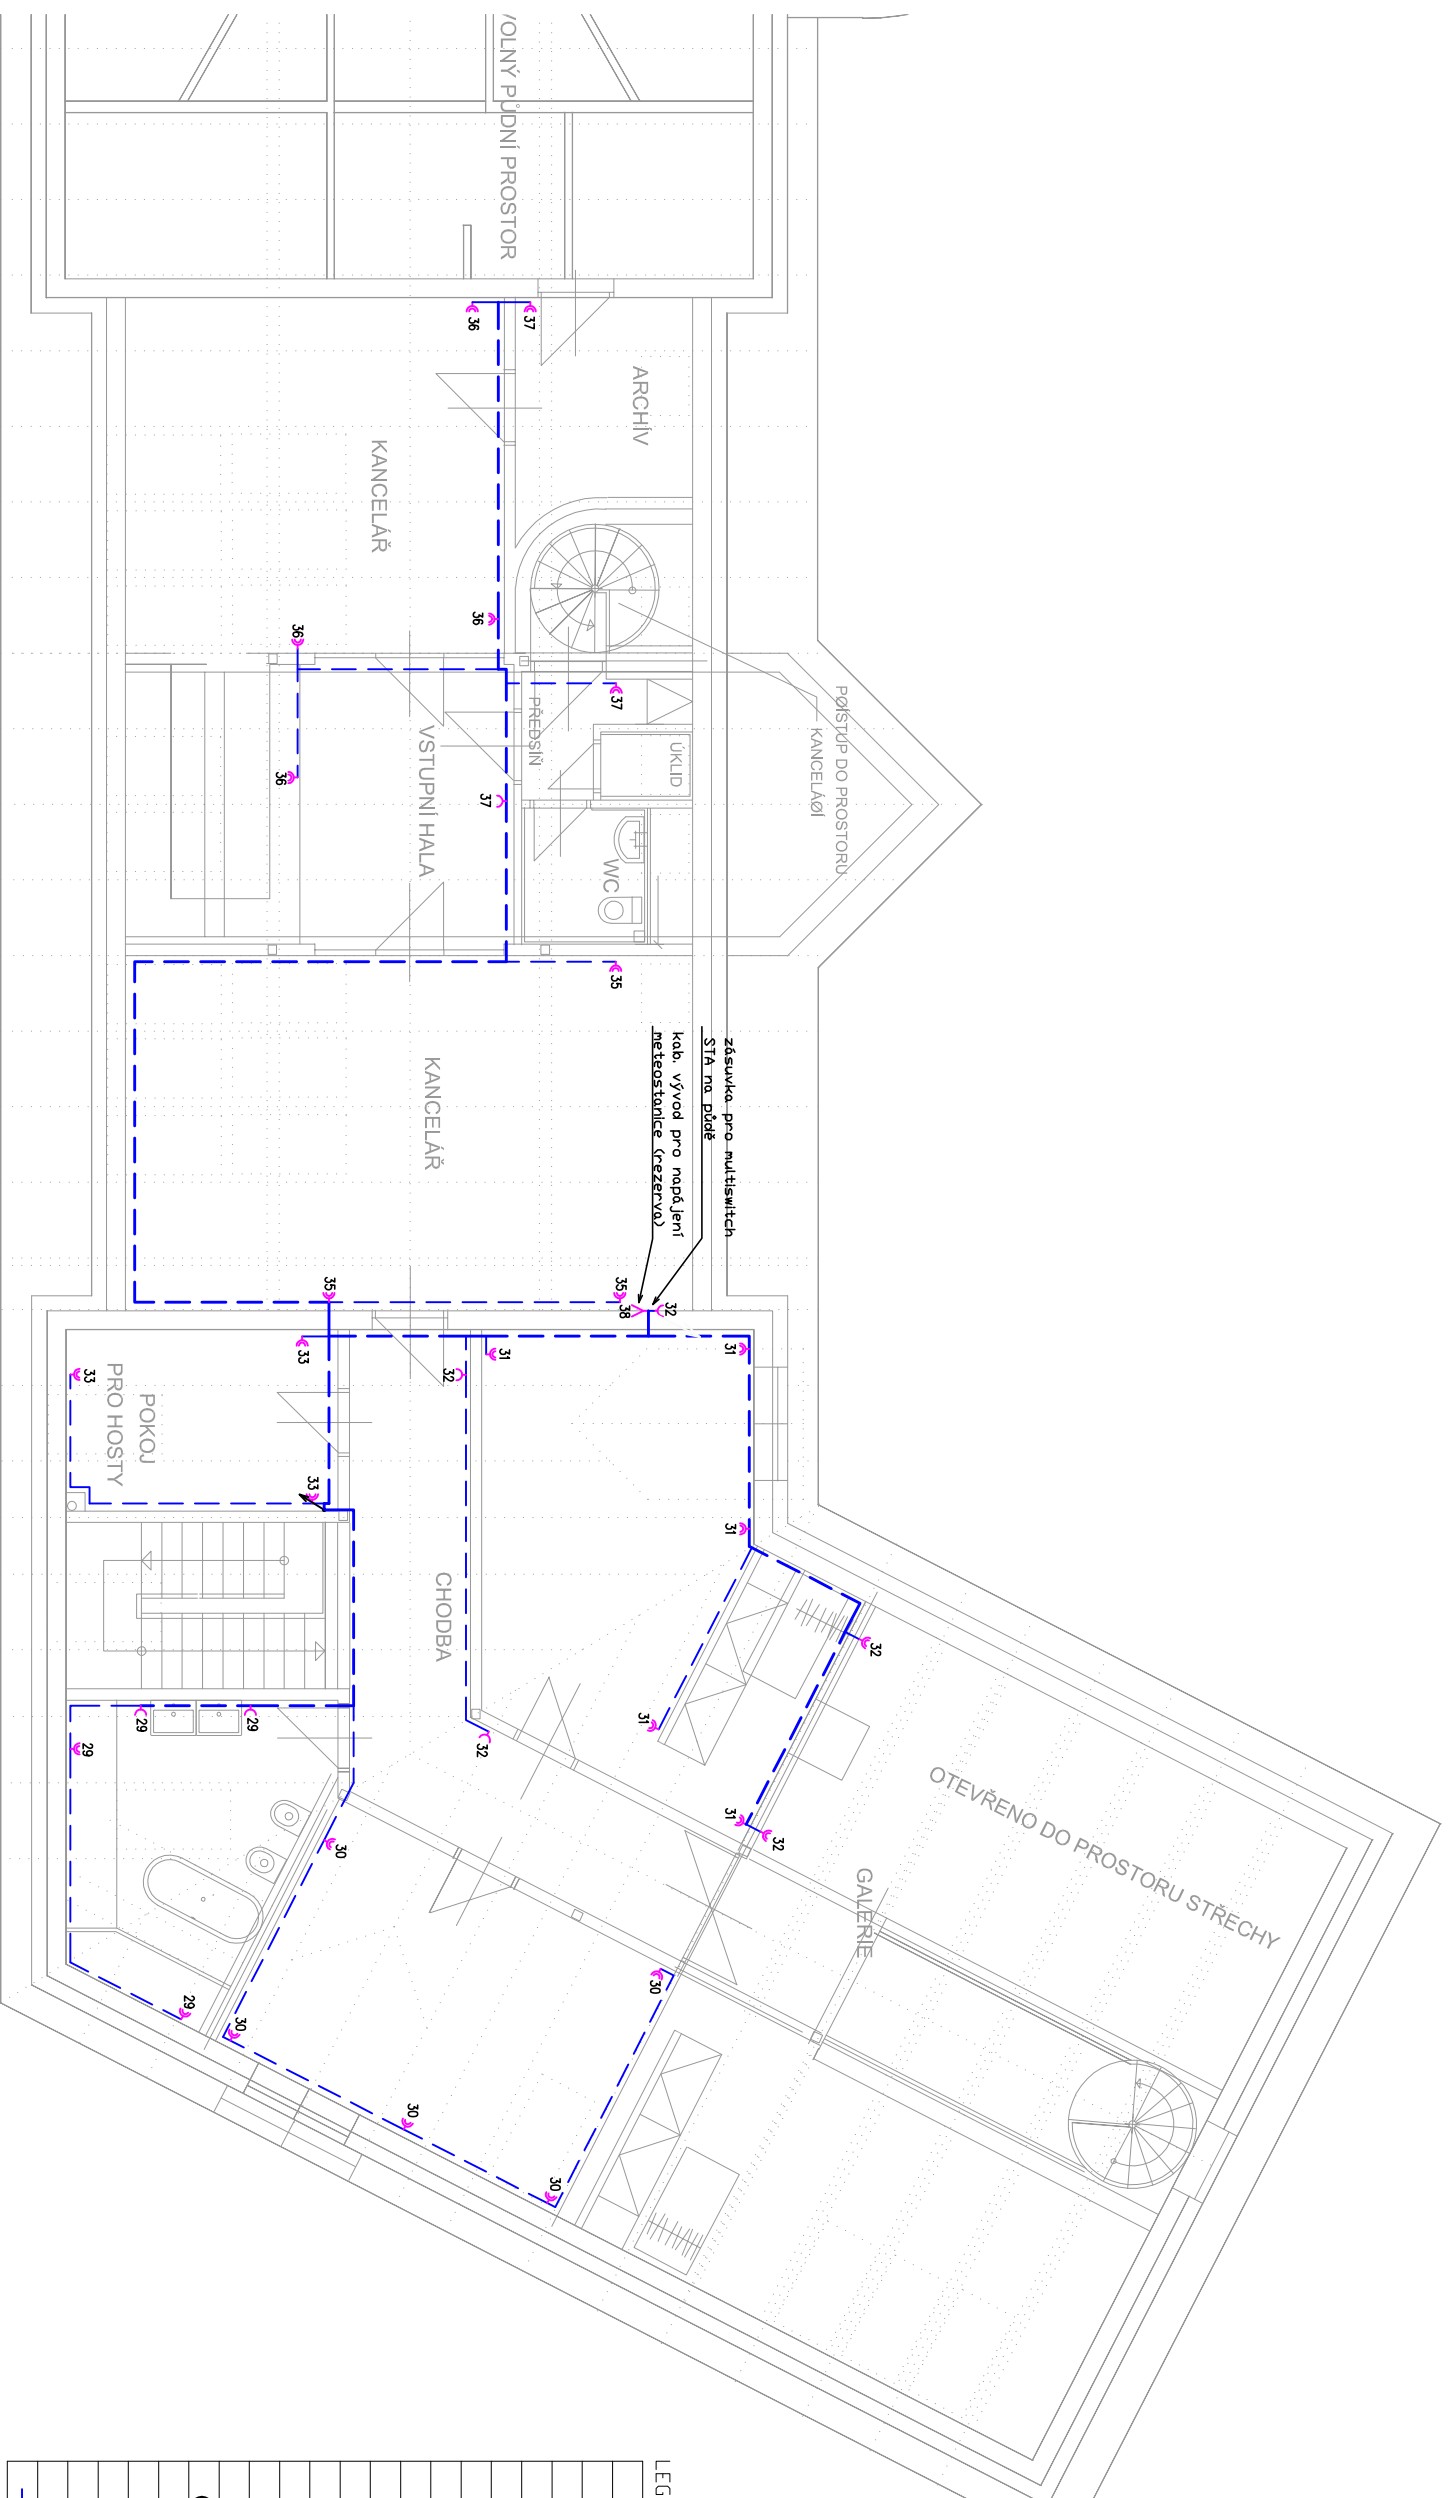 VOLNÝ PŮDNÍ PROSTOR
37
36
ARCHÍV
KANCELÁŘ
36
36
37
PŘEDSÍŇ
ÚKLID
POÍSTUP DO PROSTORU
KANCELÁOÍ
VSTUPNÍ HALA
36
37
WC
35
KANCELÁŘ
zásuvka pro multiswitch
STA na půdě
kab. vývod pro napájení
meteostanice (rezerva)
35
35
38
32
33
31
31
32
33
POKOJ
PRO HOSTY
33
31
CHODBA
32
31
32
29
29
29
31
32
30
OTEVŘENO DO PROSTORU STŘECHY
GALERIE
30
29
30
30
30
LEG